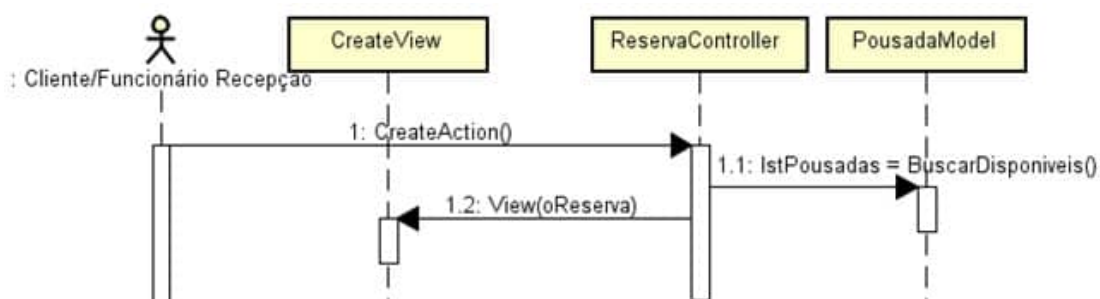 CreateView
ReservaController
PousadaModel
: Cliente/Funcionário Recepção
1: CreateAction()
1.1: lstPousadas = BuscarDisponiveis()
1.2: View(oReserva)